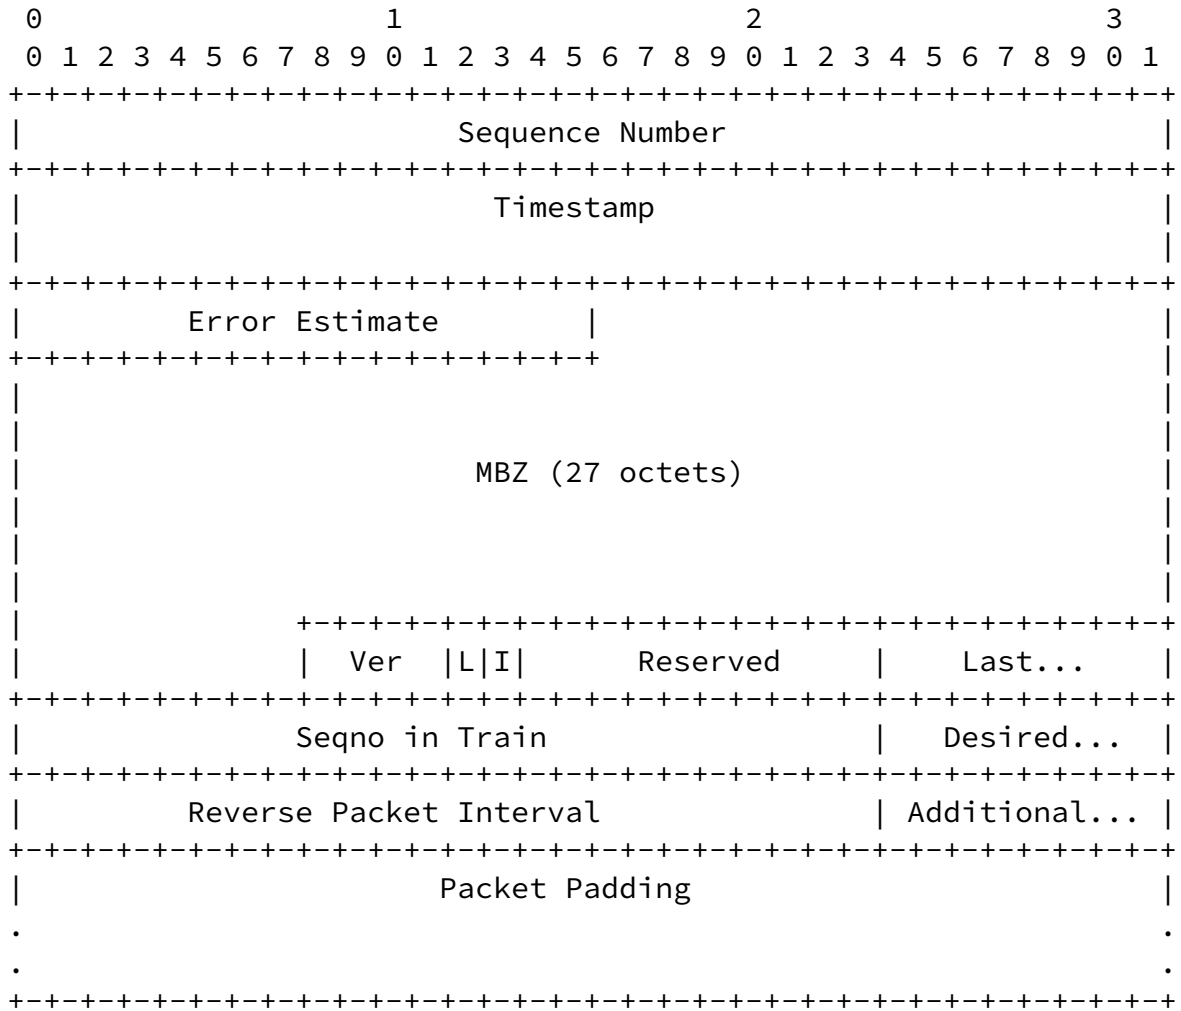 0                   1                   2                   3
 0 1 2 3 4 5 6 7 8 9 0 1 2 3 4 5 6 7 8 9 0 1 2 3 4 5 6 7 8 9 0 1
+-+-+-+-+-+-+-+-+-+-+-+-+-+-+-+-+-+-+-+-+-+-+-+-+-+-+-+-+-+-+-+-+
|                        Sequence Number                        |
+-+-+-+-+-+-+-+-+-+-+-+-+-+-+-+-+-+-+-+-+-+-+-+-+-+-+-+-+-+-+-+-+
|                          Timestamp                            |
|                                                               |
+-+-+-+-+-+-+-+-+-+-+-+-+-+-+-+-+-+-+-+-+-+-+-+-+-+-+-+-+-+-+-+-+
|         Error Estimate        |                               |
+-+-+-+-+-+-+-+-+-+-+-+-+-+-+-+-+                               |
|                                                               |
|                                                               |
|                         MBZ (27 octets)                       |
|                                                               |
|                                                               |
|                                                               |
|               +-+-+-+-+-+-+-+-+-+-+-+-+-+-+-+-+-+-+-+-+-+-+-+-+
|               |  Ver  |L|I|      Reserved     |    Last...    |
+-+-+-+-+-+-+-+-+-+-+-+-+-+-+-+-+-+-+-+-+-+-+-+-+-+-+-+-+-+-+-+-+
|               Seqno in Train                  |   Desired...  |
+-+-+-+-+-+-+-+-+-+-+-+-+-+-+-+-+-+-+-+-+-+-+-+-+-+-+-+-+-+-+-+-+
|         Reverse Packet Interval               | Additional... |
+-+-+-+-+-+-+-+-+-+-+-+-+-+-+-+-+-+-+-+-+-+-+-+-+-+-+-+-+-+-+-+-+
|                       Packet Padding                          |
.                                                               .
.                                                               .
+-+-+-+-+-+-+-+-+-+-+-+-+-+-+-+-+-+-+-+-+-+-+-+-+-+-+-+-+-+-+-+-+